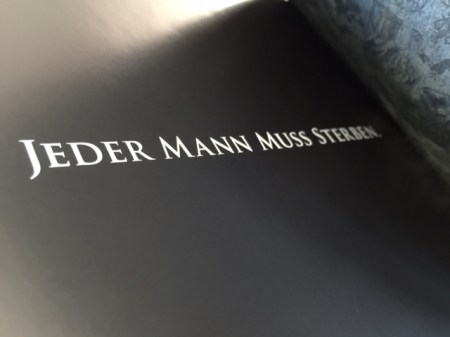 JEDER MANN MUSS STERBEN.